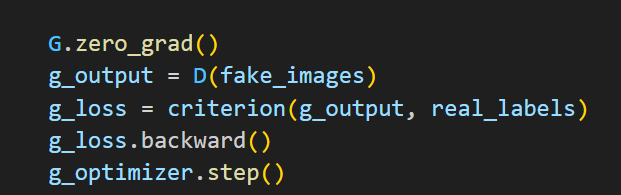 G.zero_grad()
g_output = D(fake_images)
g_loss = criterion(g_output, real_labels)
g_loss.backward()
g_optimizer.step()